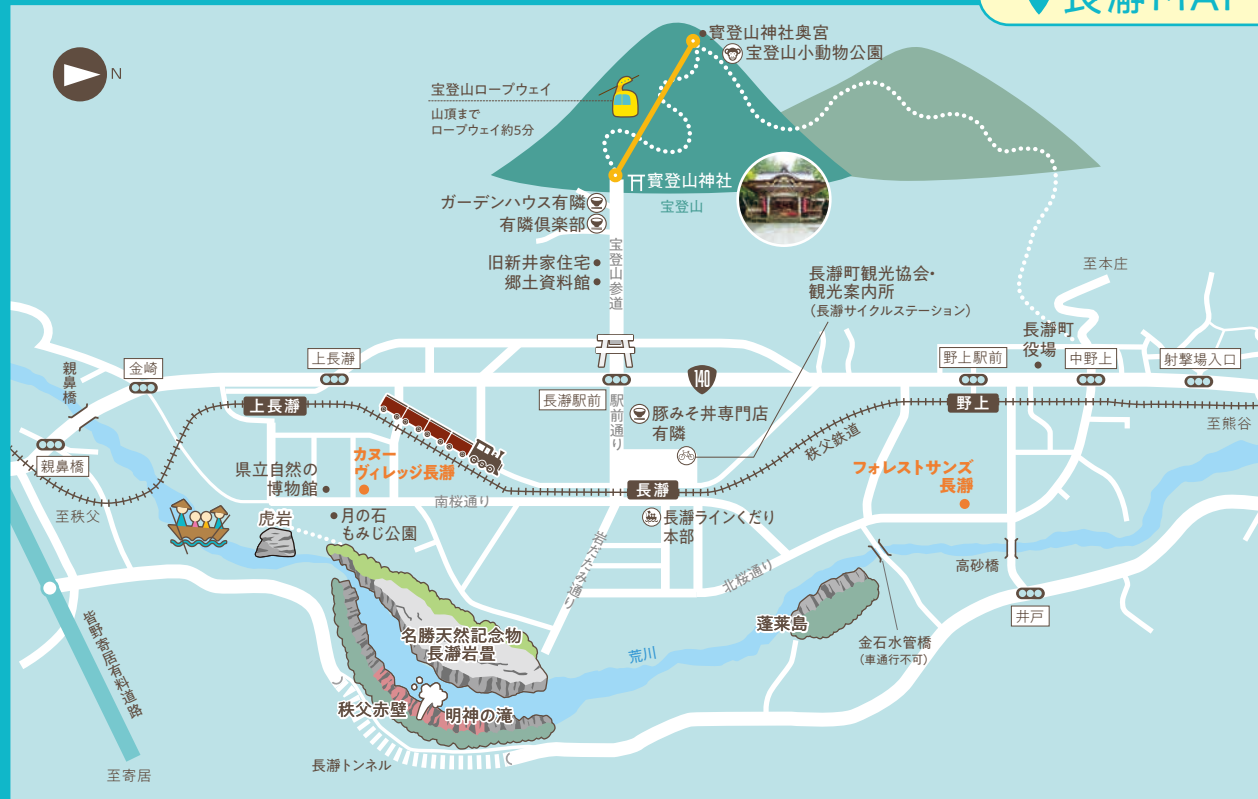 長瀞MAP
N
寳登山神社奥宮
宝登山小動物公園
宝登山ロープウェイ
山頂まで
ロープウェイ約5分
寳登山神社
宝登山
ガーデンハウス有隣
有隣倶楽部
旧新井家住宅
郷土資料館
宝登山参道
長瀞町観光協会・
観光案内所
(長瀞サイクルステーション)
至本庄
長瀞町
役場
親鼻橋
金崎
上長瀞
長瀞駅前
140
野上駅前
中野上
射撃場入口
駅前通り
豚みそ丼専門店
有隣
上長瀞
野上
至熊谷
秩父鉄道
親鼻橋
至秩父
県立自然の
博物館
カヌー
ヴィレッジ長瀞
南桜通り
長瀞
フォレストサンズ
長瀞
虎岩
月の石
もみじ公園
長瀞ラインくだり
本部
岩だたみ通り
北桜通り
高砂橋
井戸
蓬莱島
金石水管橋
(車通行不可)
名勝天然記念物
長瀞岩畳
荒川
皆野寄居有料道路
秩父赤壁
明神の滝
長瀞トンネル
至寄居